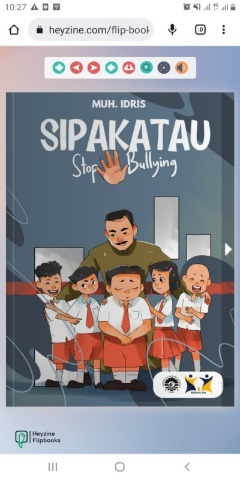 10:27
heyzine.com/flip-book
MUH. IDRIS
SIPAKATAU
Stop Bullying
Heyzine
Flipbooks